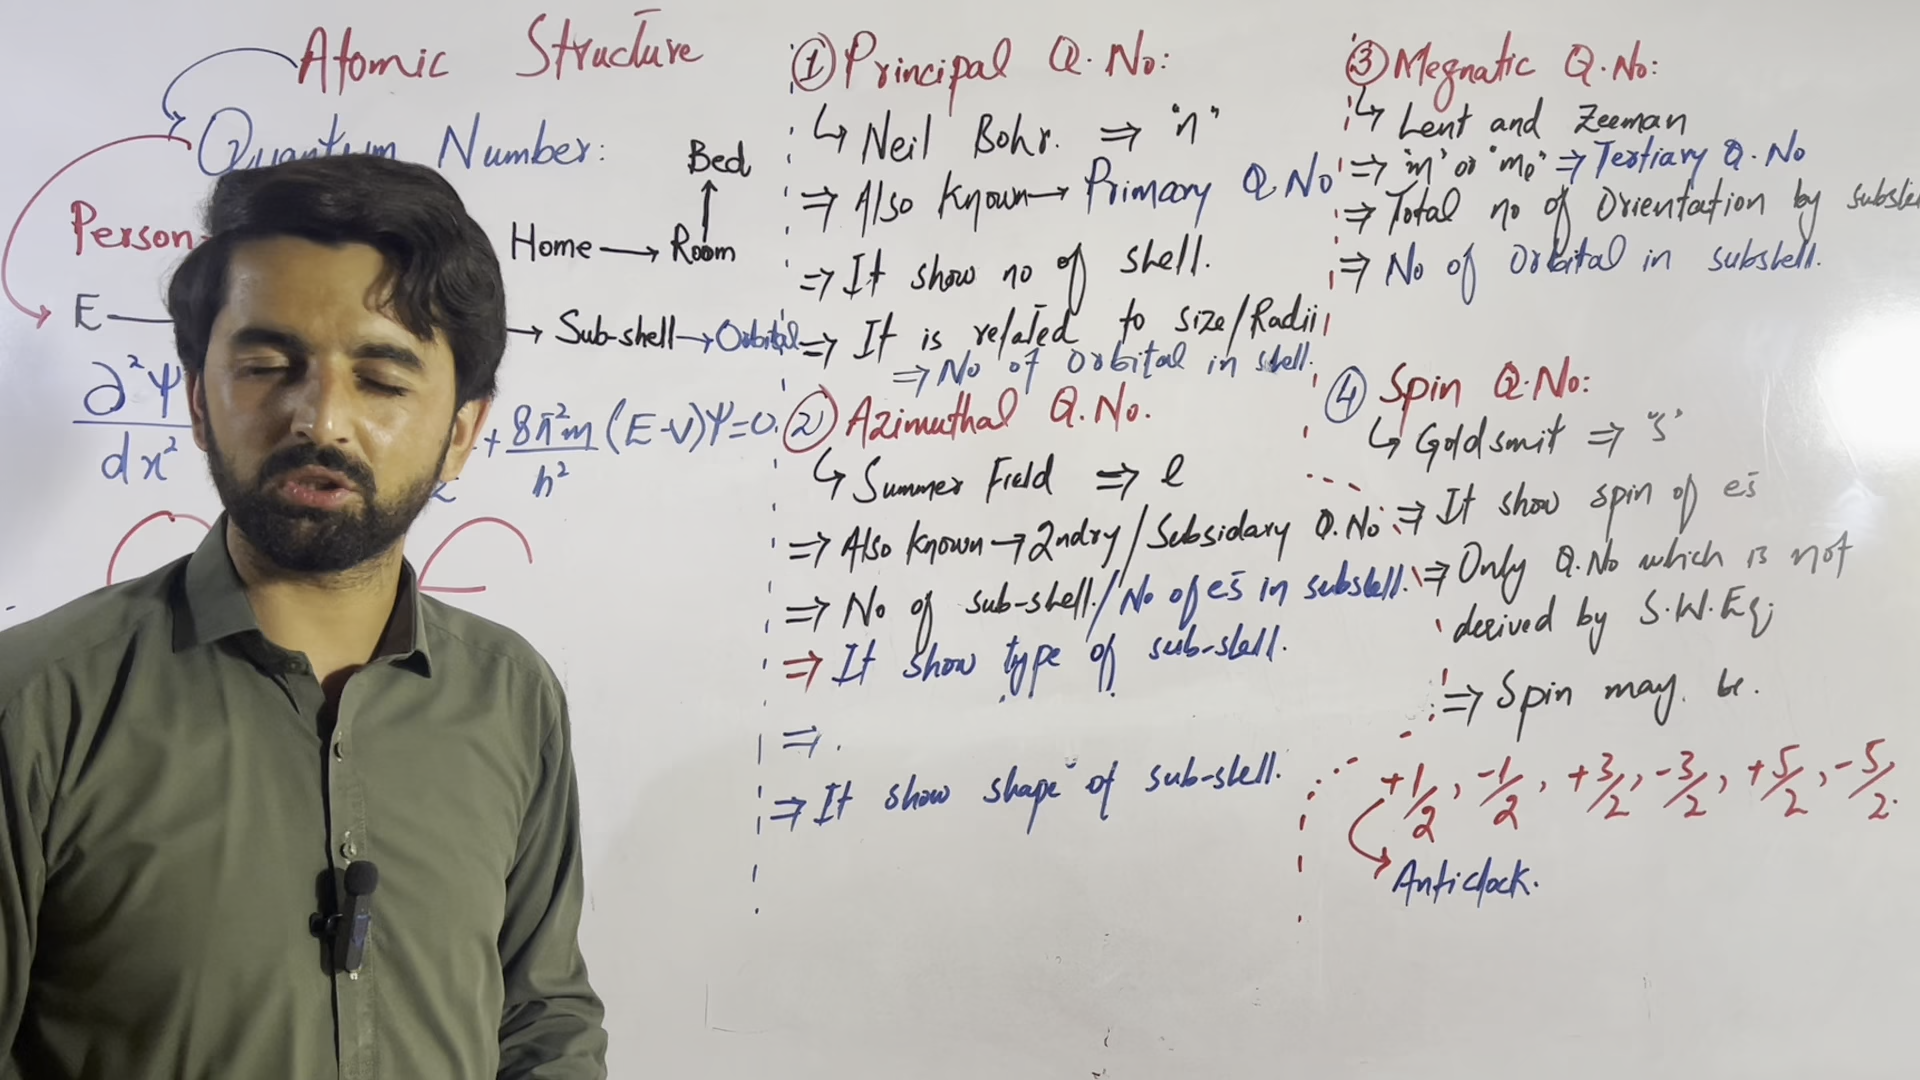 Atomic Structure
Quantum Number:
Bed
↑
Person
Home → Room
E
→ Sub-shell → Orbital
∂²Ψ
dx²
+ 8π²m (E-V)Ψ=0
h²
① Principal Q.No:
↳ Neil Bohr. ⇒ "n"
⇒ Also Known → Primary Q No
⇒ It show no of shell.
⇒ It is related to size/Radii
⇒ No of Orbital in shell.
② Azimuthal Q.No.
↳ Summer Field ⇒ l
⇒ Also Known → 2ndry/Subsidary Q.No
⇒ No of sub-shell./No of es̄ in subshell.
⇒ It show type of sub-shell.
⇒ .
⇒ It show shape of sub-shell.
③ Megnatic Q.No:
↳ Lent and Zeeman
⇒ "m" or "me" ⇒ Tertiary Q.No
⇒ Total no of Orientation by
⇒ No of Orbital in subshell.
④ Spin Q.No:
↳ Goldsmit ⇒ "s"
⇒ It show spin of es̄
⇒ Only Q.No which is not
derived by S.W.Eq;
⇒ Spin may be.
+1/2, -1/2, +3/2, -3/2, +5/2, -5/2.
Anticlock.